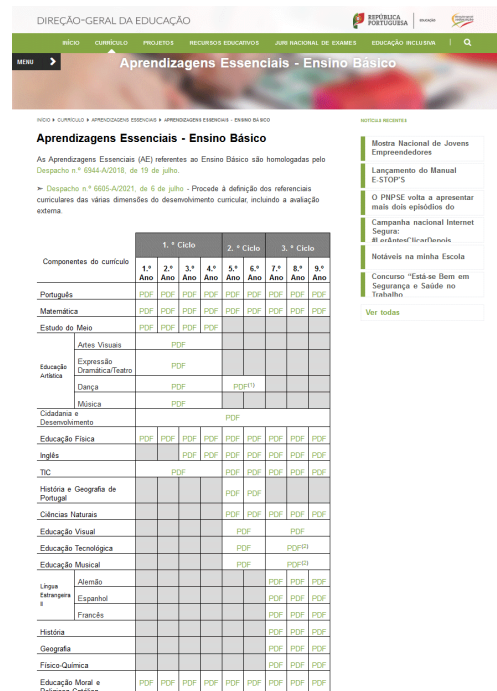 DIREÇÃO-GERAL DA EDUCAÇÃO
REPÚBLICA
PORTUGUESA
EDUCAÇÃO
INÍCIO CURRÍCULO PROJETOS RECURSOS EDUCATIVOS JURI NACIONAL DE EXAMES EDUCAÇÃO INCLUSIVA
MENU
Aprendizagens Essenciais - Ensino Básico
INÍCIO CURRÍCULO APRENDIZAGENS ESSENCIAIS APRENDIZAGENS ESSENCIAIS - ENSINO BÁSICO
Aprendizagens Essenciais - Ensino Básico
As Aprendizagens Essenciais (AE) referentes ao Ensino Básico são homologadas pelo
Despacho n.º 6944-A/2018, de 19 de julho.
➢ Despacho n.º 6605-A/2021, de 6 de julho - Procede à definição dos referenciais
curriculares das várias dimensões do desenvolvimento curricular, incluindo a avaliação
externa.
Componentes do currículo
1. º Ciclo 2. º Ciclo 3. º Ciclo
1.º Ano 2.º Ano 3.º Ano 4.º Ano 5.º Ano 6.º Ano 7.º Ano 8.º Ano 9.º Ano
Português PDF PDF PDF PDF PDF PDF PDF PDF PDF
Matemática PDF PDF PDF PDF PDF PDF PDF PDF PDF
Estudo do Meio PDF PDF PDF PDF
Educação
Artística
Artes Visuais PDF
Expressão
Dramática/Teatro PDF
Dança PDF PDF(1)
Música PDF
Cidadania e
Desenvolvimento PDF
Educação Física PDF PDF PDF PDF PDF PDF PDF PDF PDF
Inglês PDF PDF PDF PDF PDF PDF PDF
TIC PDF PDF PDF PDF PDF PDF
História e Geografia de
Portugal PDF PDF
Ciências Naturais PDF PDF PDF PDF PDF
Educação Visual PDF PDF
Educação Tecnológica PDF PDF(2)
Educação Musical PDF PDF(2)
Língua
Estrangeira
II
Alemão PDF PDF PDF
Espanhol PDF PDF PDF
Francês PDF PDF PDF
História PDF PDF PDF
Geografia PDF PDF PDF
Físico-Química PDF PDF PDF
Educação Moral e PDF PDF PDF PDF PDF PDF PDF PDF PDF
Religiosa Católica
NOTÍCIAS RECENTES
Mostra Nacional de Jovens
Empreendedores
Lançamento do Manual
E-STOP'S
O PNPSE volta a apresentar
mais dois episódios do
Campanha nacional Internet
Segura:
#LerAntesClicarDepois
Notáveis na minha Escola
Concurso "Está-se Bem em
Segurança e Saúde no
Trabalho
Ver todas